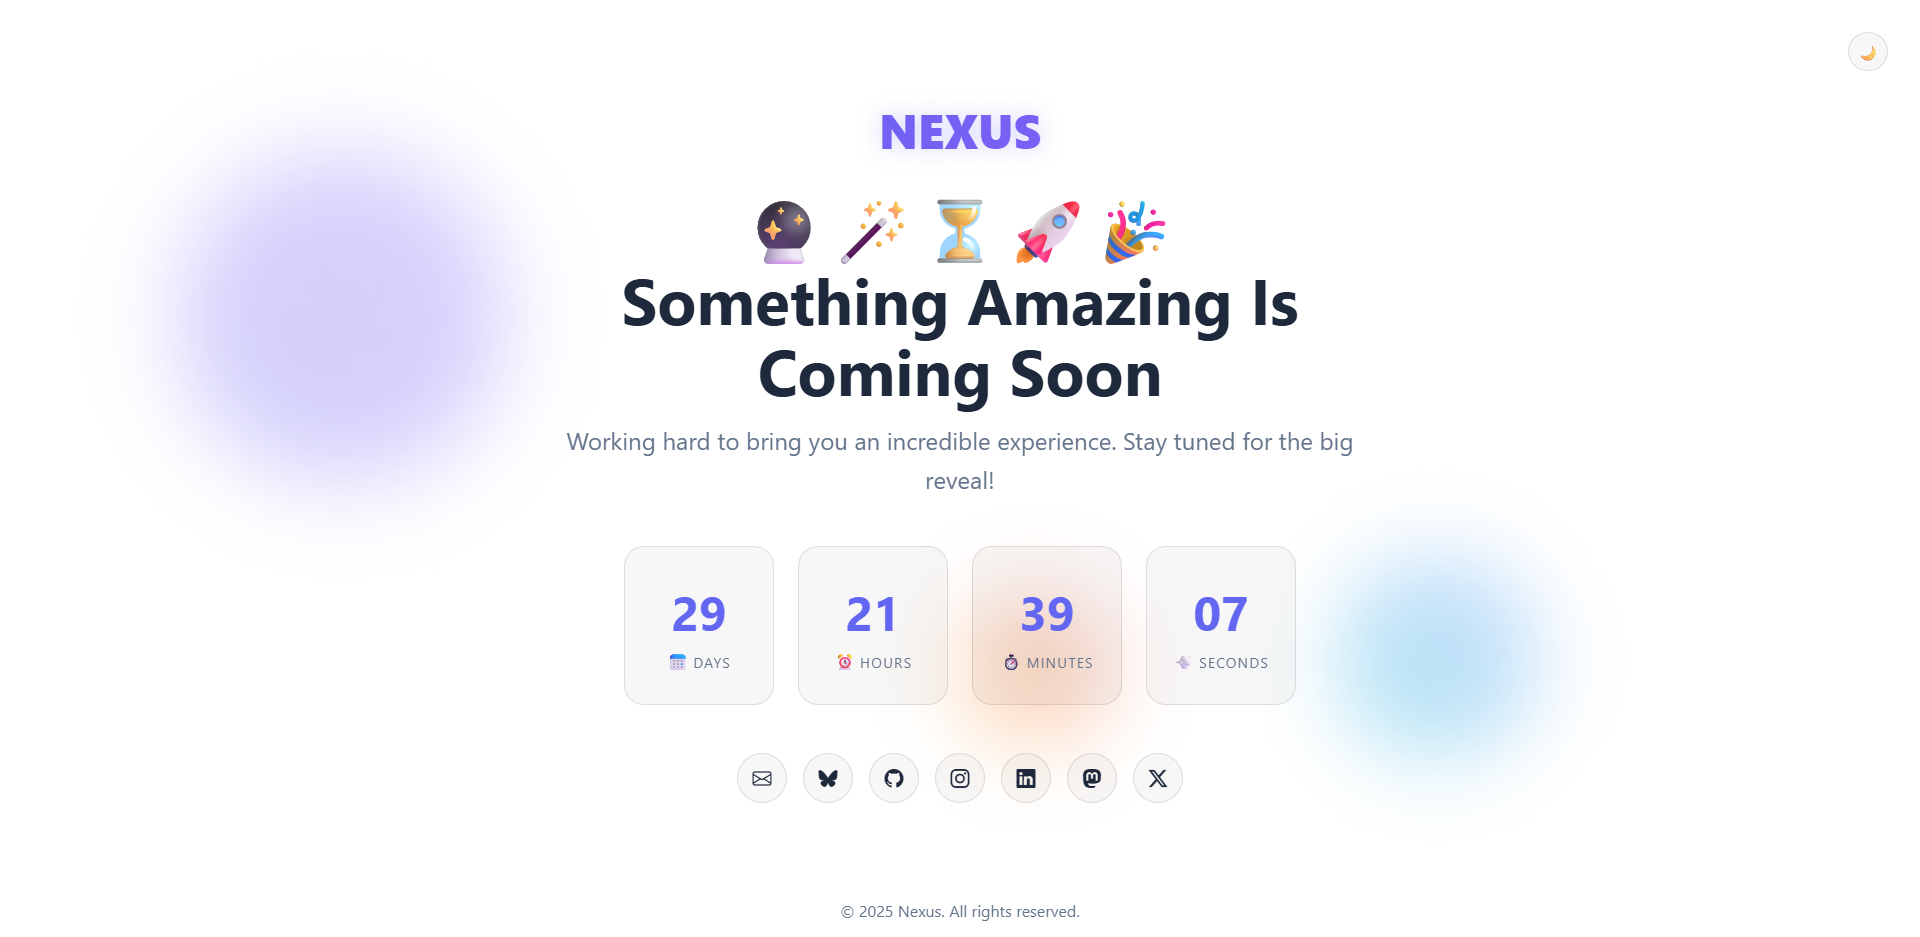 NEXUS
Something Amazing Is
Coming Soon
Working hard to bring you an incredible experience. Stay tuned for the big
reveal!
29 21 39 07
DAYS HOURS MINUTES SECONDS
© 2025 Nexus. All rights reserved.